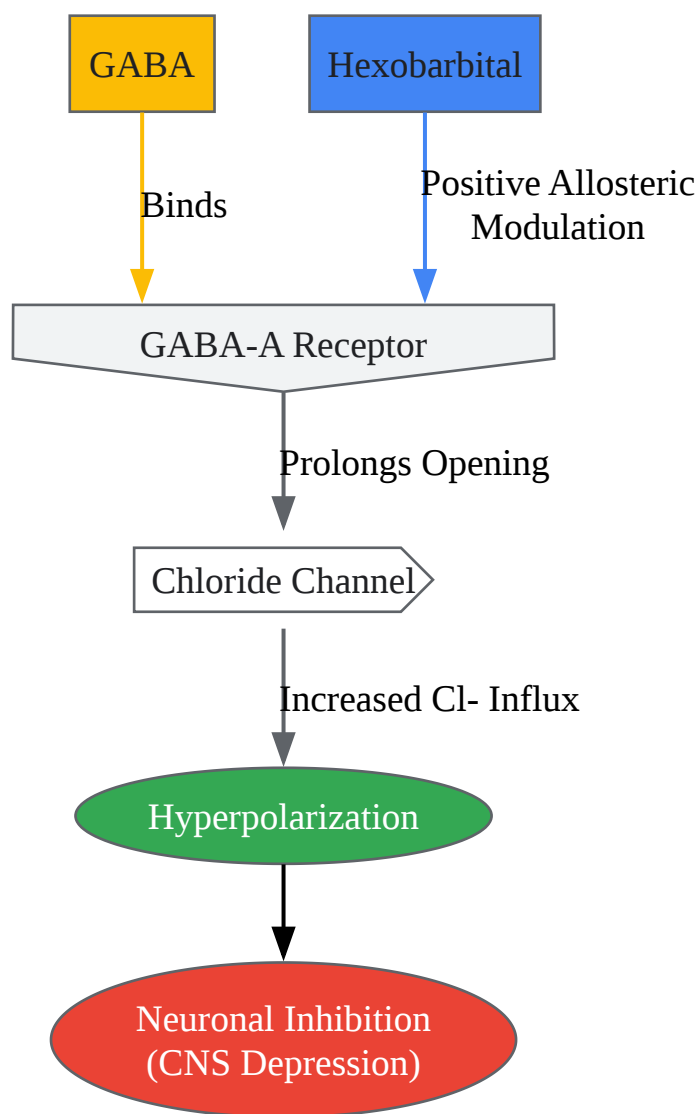 GABA
Hexobarbital
Binds
Positive Allosteric
Modulation
GABA-A Receptor
Prolongs Opening
Chloride Channel
Increased Cl- Influx
Hyperpolarization
Neuronal Inhibition
(CNS Depression)